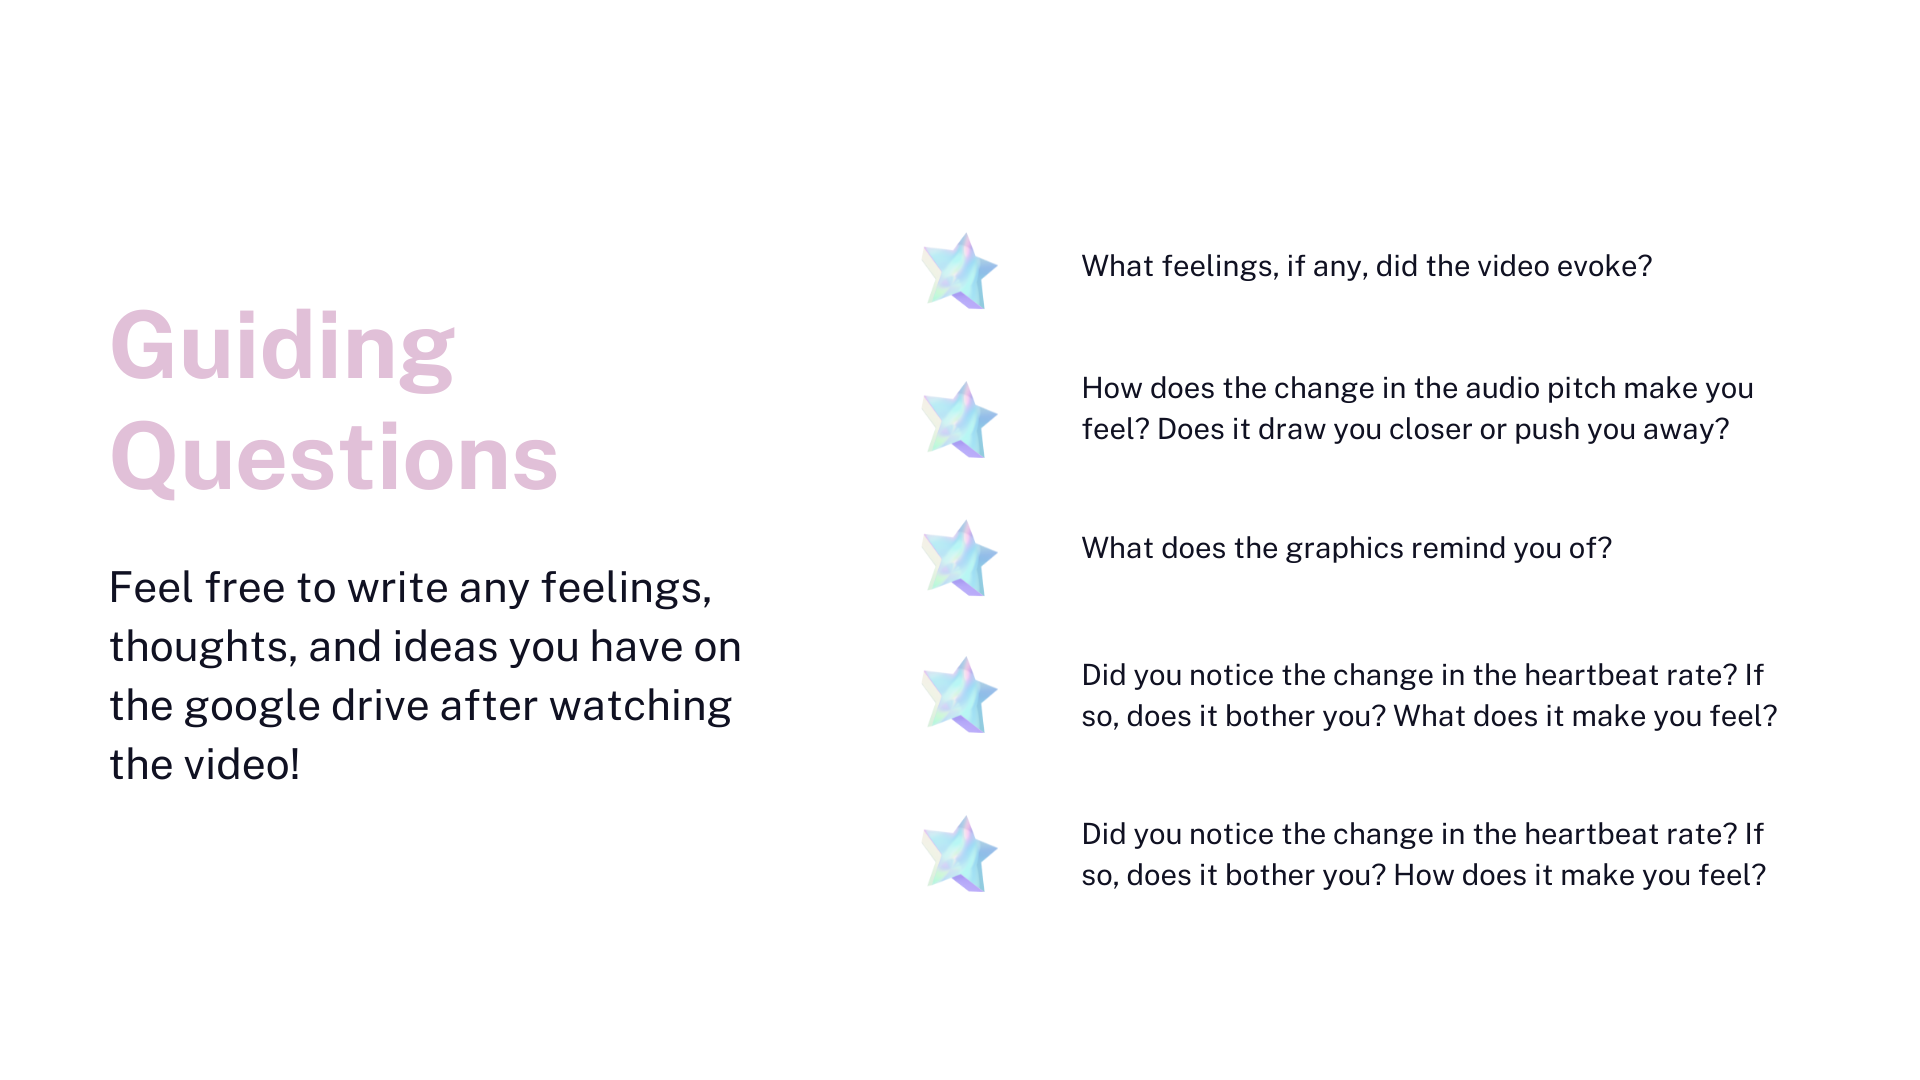 Guiding
Questions
Feel free to write any feelings,
thoughts, and ideas you have on
the google drive after watching
the video!
What feelings, if any, did the video evoke?
How does the change in the audio pitch make you
feel? Does it draw you closer or push you away?
What does the graphics remind you of?
Did you notice the change in the heartbeat rate? If
so, does it bother you? What does it make you feel?
Did you notice the change in the heartbeat rate? If
so, does it bother you? How does it make you feel?